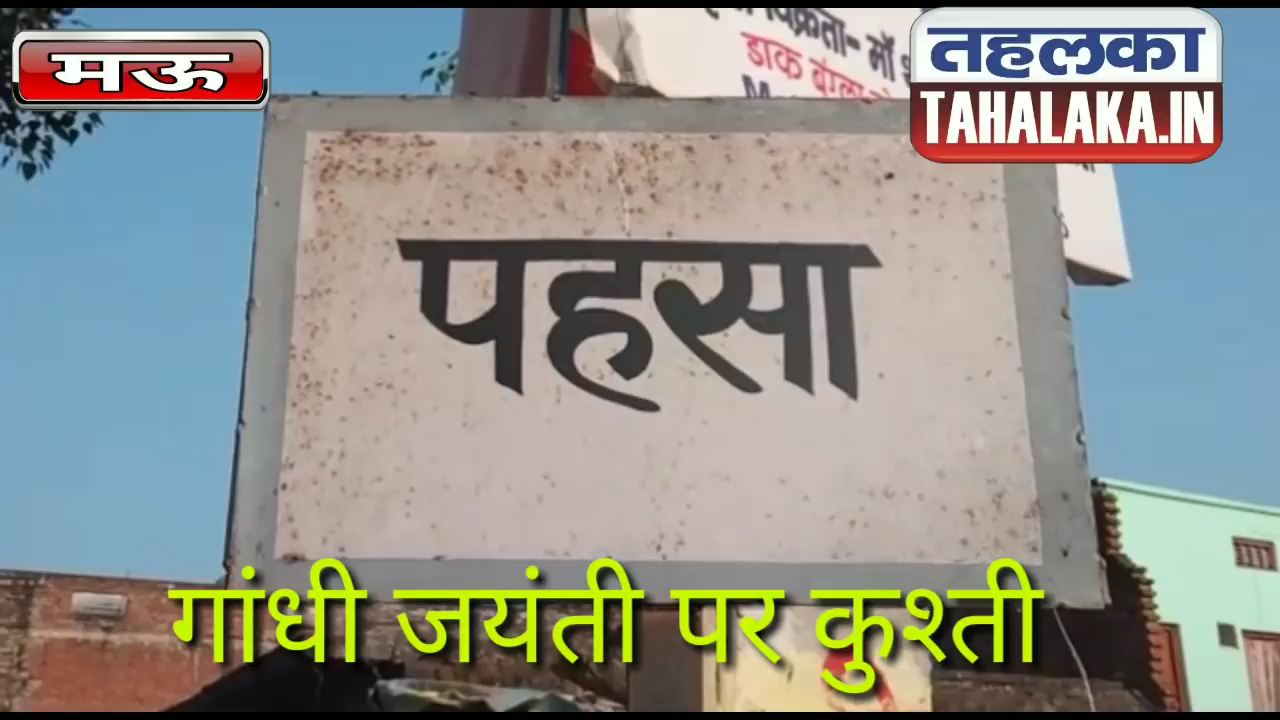 मऊ
तहलका
TAHALAKA.IN
डाक बंगला
पहसा
गांधी जयंती पर कुश्ती